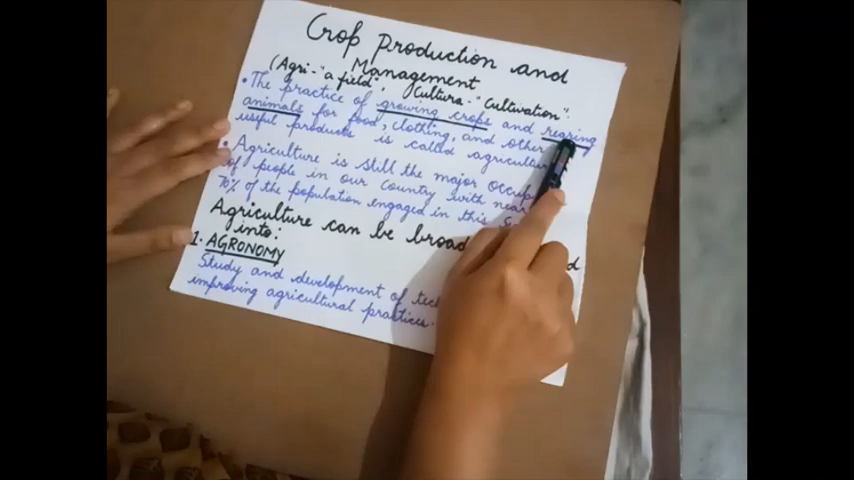 Crop Production and
Management
(Agri-"a field", Cultura-"Cultivation".
• The practice of growing crops and rearing
animals for food, clothing, and other
useful products is called agricultur
• Agriculture is still the major Occup
of people in our country with near
70% of the population engaged in this
Agriculture can be broad
into:
1. AGRONOMY
Study and development of tec
improving agricultural practices.